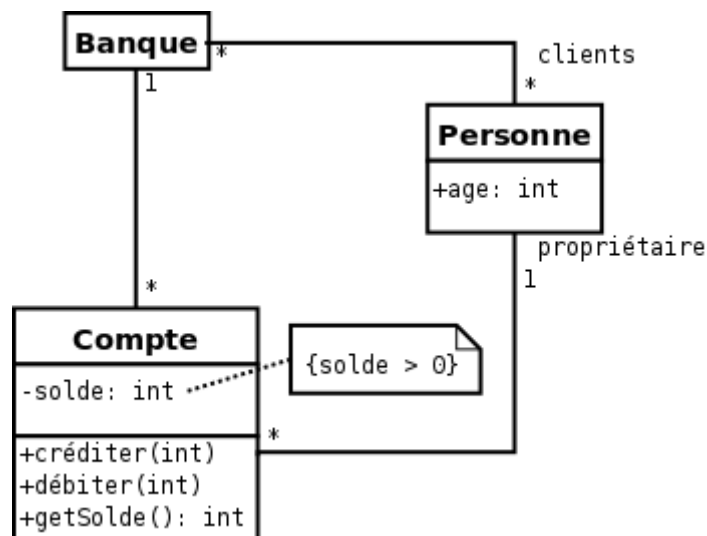 Banque
*
clients
1
*
Personne
+age: int
propriétaire
1
*
Compte
{solde > 0}
-solde: int
*
+créditer(int)
+débiter(int)
+getSolde(): int